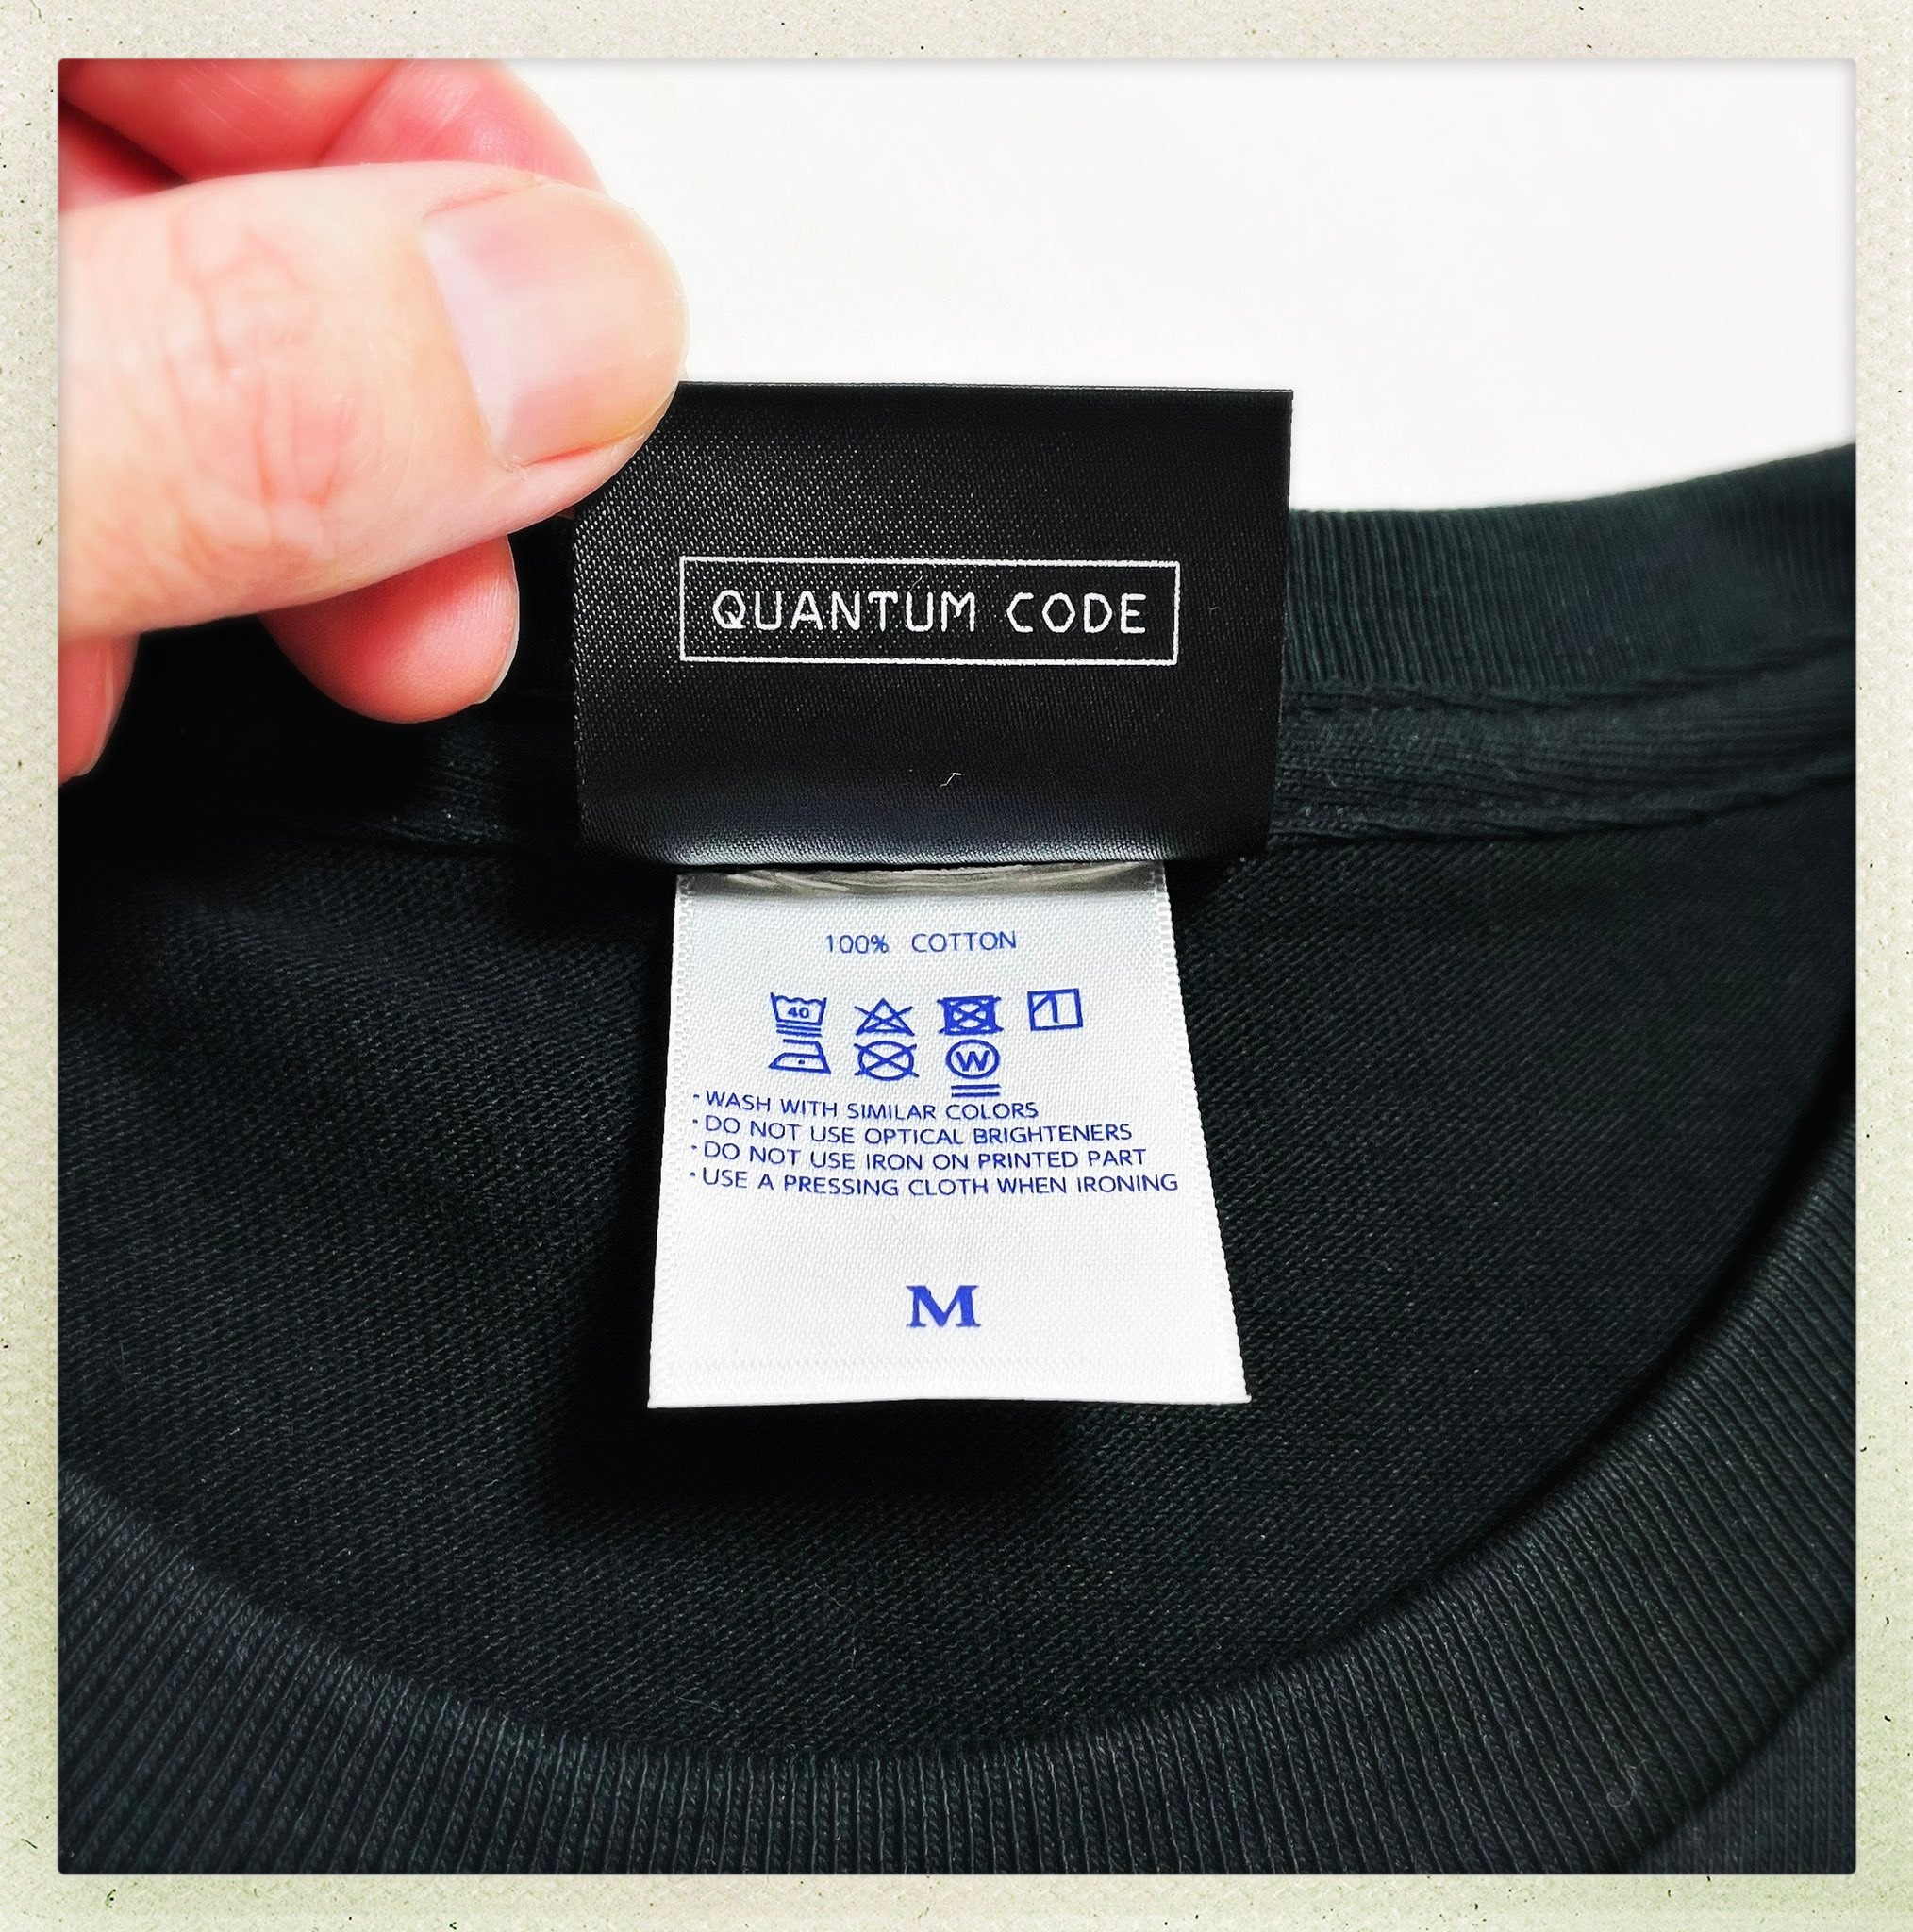 QUANTUM CODE
100% COTTON
40
W
・WASH WITH SIMILAR COLORS
・DO NOT USE OPTICAL BRIGHTENERS
・DO NOT USE IRON ON PRINTED PART
・USE A PRESSING CLOTH WHEN IRONING
M